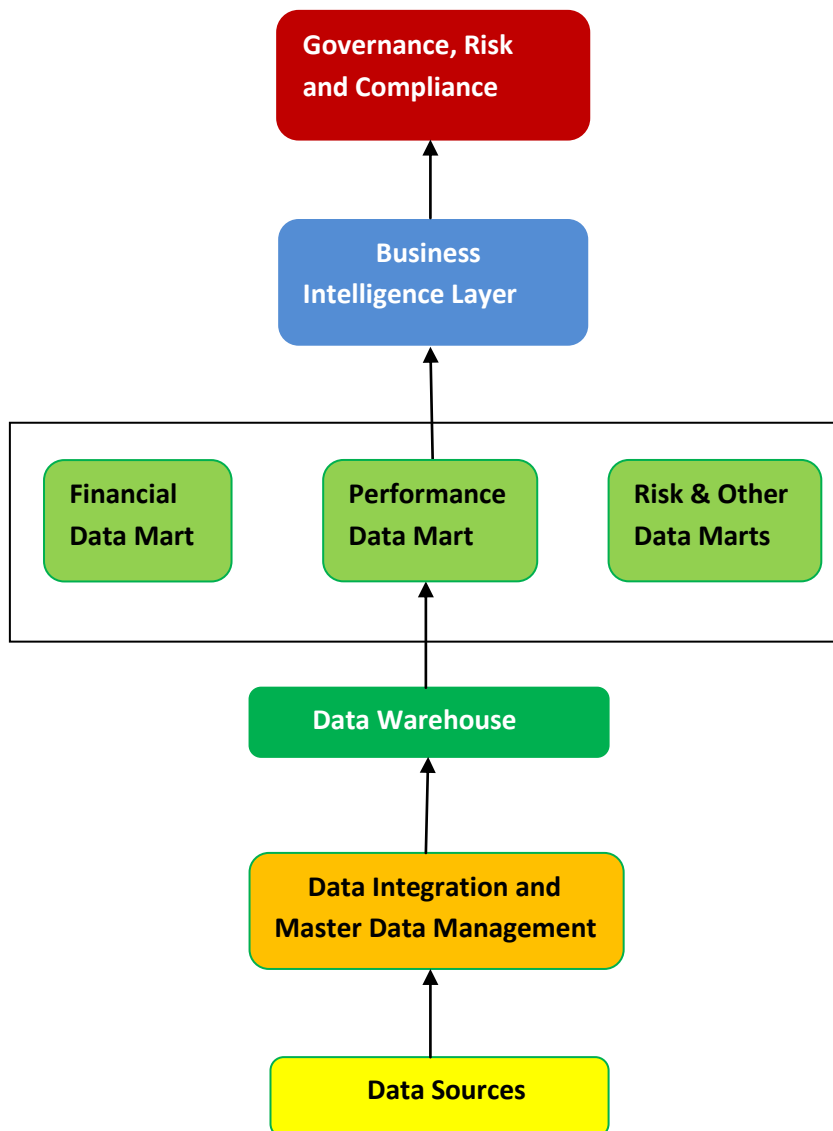 Governance, Risk
and Compliance
Business
Intelligence Layer
Financial
Data Mart
Performance
Data Mart
Risk & Other
Data Marts
Data Warehouse
Data Integration and
Master Data Management
Data Sources